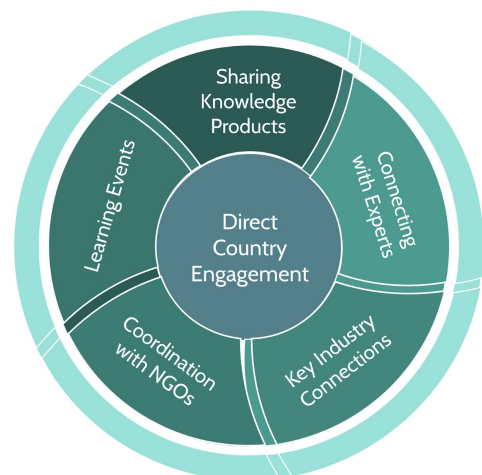 Sharing
Knowledge
Products
Connecting
with Experts
Key Industry
Connections
Coordination
with NGOs
Learning Events
Direct
Country
Engagement